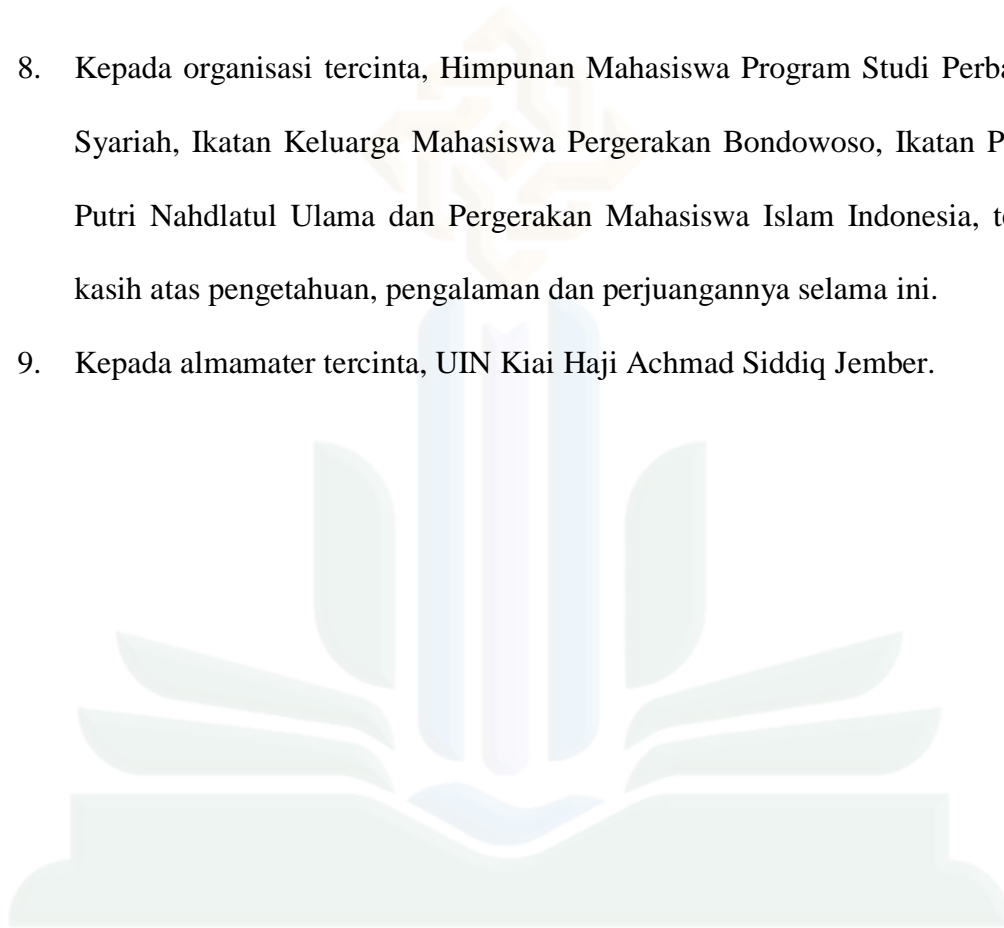 8. Kepada organisasi tercinta, Himpunan Mahasiswa Program Studi
Syariah, Ikatan Keluarga Mahasiswa Pergerakan Bondowoso, Ikatan
Putri Nahdlatul Ulama dan Pergerakan Mahasiswa Islam Indonesia,
kasih atas pengetahuan, pengalaman dan perjuangannya selama ini.
9. Kepada almamater tercinta, UIN Kiai Haji Achmad Siddiq Jember.